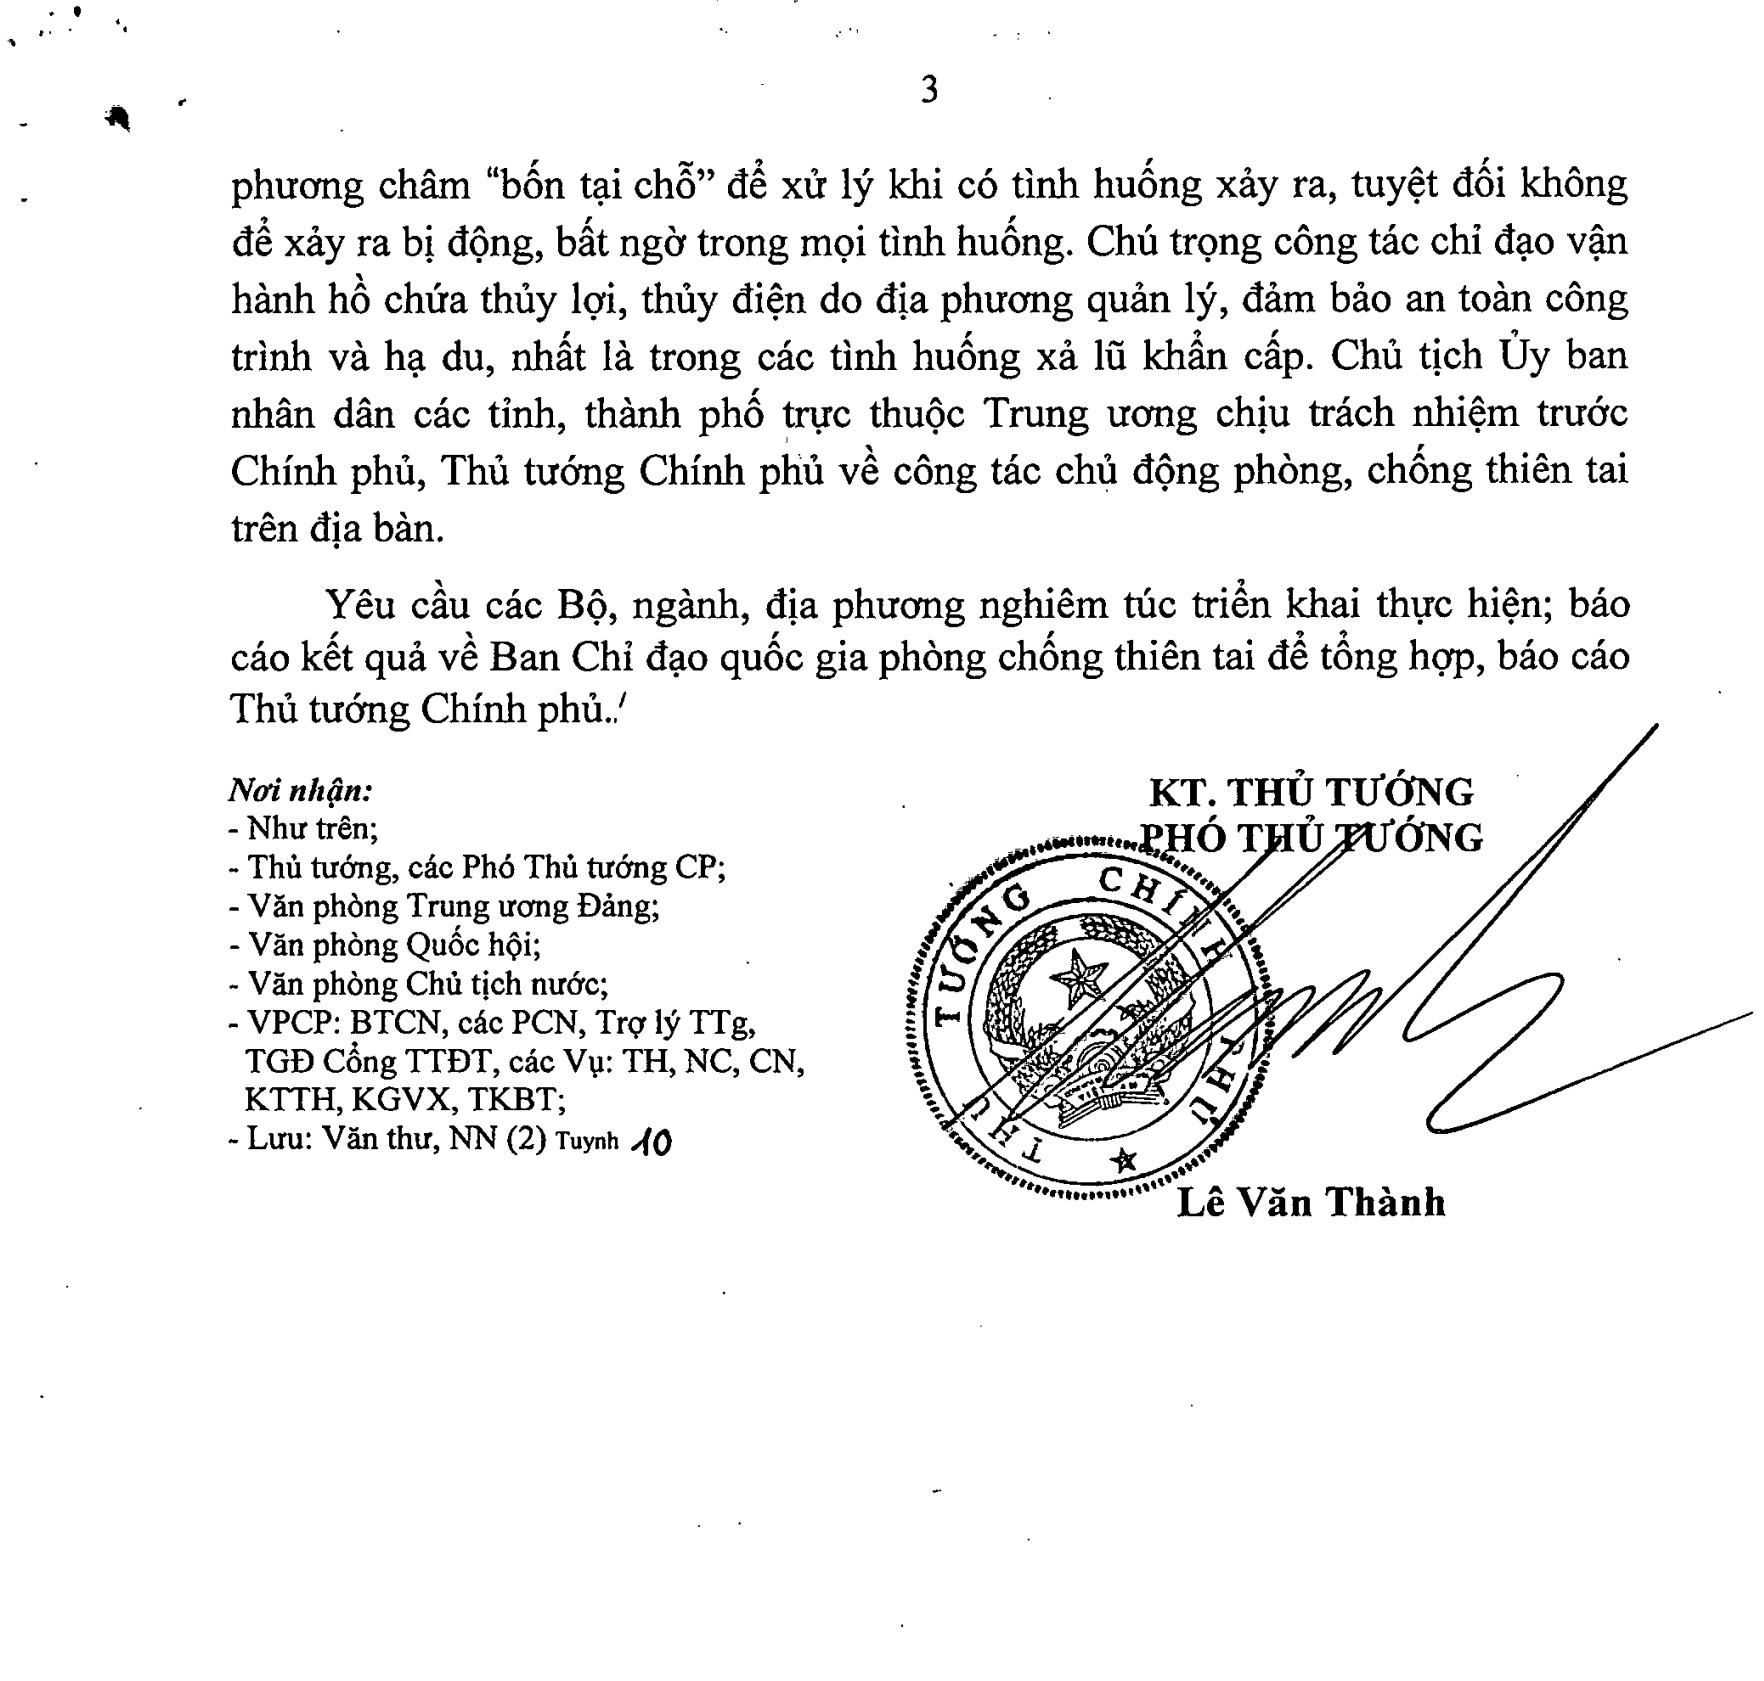 3
phương châm “bốn tại chỗ” để xử lý khi có tình huống xảy ra, tuyệt đối không
để xảy ra bị động, bất ngờ trong mọi tình huống. Chú trọng công tác chỉ đạo vận
hành hồ chứa thủy lợi, thủy điện do địa phương quản lý, đảm bảo an toàn công
trình và hạ du, nhất là trong các tình huống xả lũ khẩn cấp. Chủ tịch Ủy ban
nhân dân các tỉnh, thành phố trực thuộc Trung ương chịu trách nhiệm trước
Chính phủ, Thủ tướng Chính phủ về công tác chủ động phòng, chống thiên tai
trên địa bàn.
Yêu cầu các Bộ, ngành, địa phương nghiêm túc triển khai thực hiện; báo
cáo kết quả về Ban Chỉ đạo quốc gia phòng chống thiên tai để tổng hợp, báo cáo
Thủ tướng Chính phủ./
Nơi nhận:
- Như trên;
- Thủ tướng, các Phó Thủ tướng CP;
- Văn phòng Trung ương Đảng;
- Văn phòng Quốc hội;
- Văn phòng Chủ tịch nước;
- VPCP: BTCN, các PCN, Trợ lý TTg,
TGĐ Cổng TTĐT, các Vụ: TH, NC, CN,
KTTH, KGVX, TKBT;
- Lưu: Văn thư, NN (2) Tuynh 10
KT. THỦ TƯỚNG
PHÓ THỦ TƯỚNG
THỦ TƯỚNG CHÍNH PHỦ
Lê Văn Thành